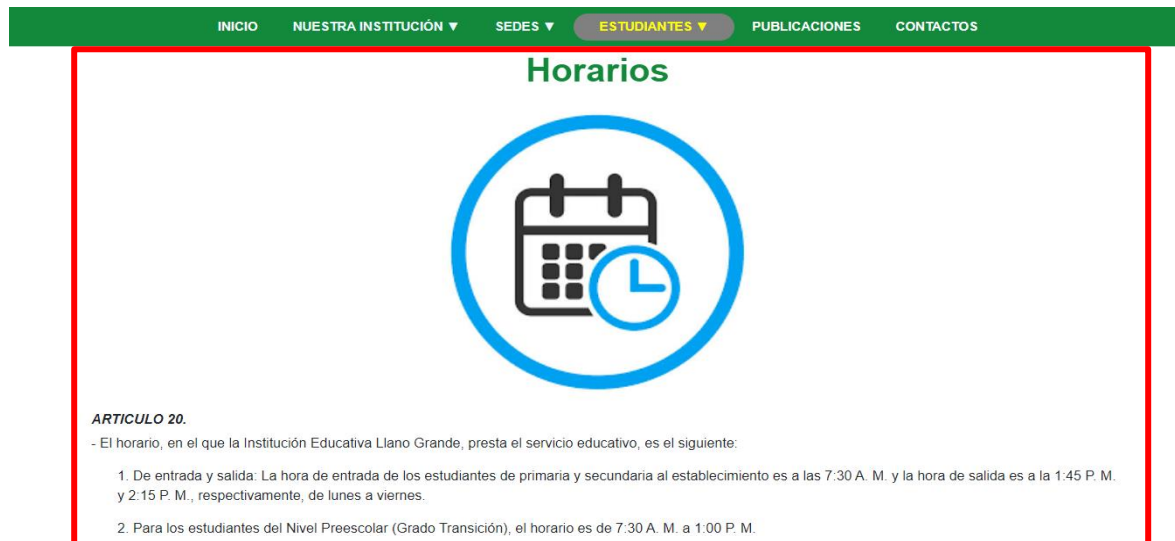 INICIO NUESTRA INSTITUCIÓN ▼ SEDES ▼ ESTUDIANTES ▼ PUBLICACIONES CONTACTOS
Horarios
ARTICULO 20.
- El horario, en el que la Institución Educativa Llano Grande, presta el servicio educativo, es el siguiente:
1. De entrada y salida: La hora de entrada de los estudiantes de primaria y secundaria al establecimiento es a las 7:30 A. M. y la hora de salida es a la 1:45 P. M.
y 2:15 P. M., respectivamente, de lunes a viernes.
2. Para los estudiantes del Nivel Preescolar (Grado Transición), el horario es de 7:30 A. M. a 1:00 P. M.